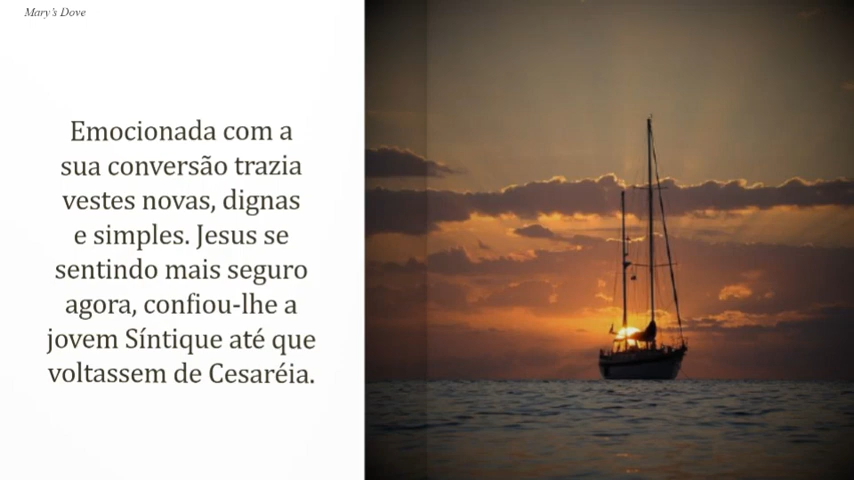 Mary's Dove
Emocionada com a
sua conversão trazia
vestes novas, dignas
e simples. Jesus se
sentindo mais seguro
agora, confiou-lhe a
jovem Síntique até que
voltassem de Cesaréia.